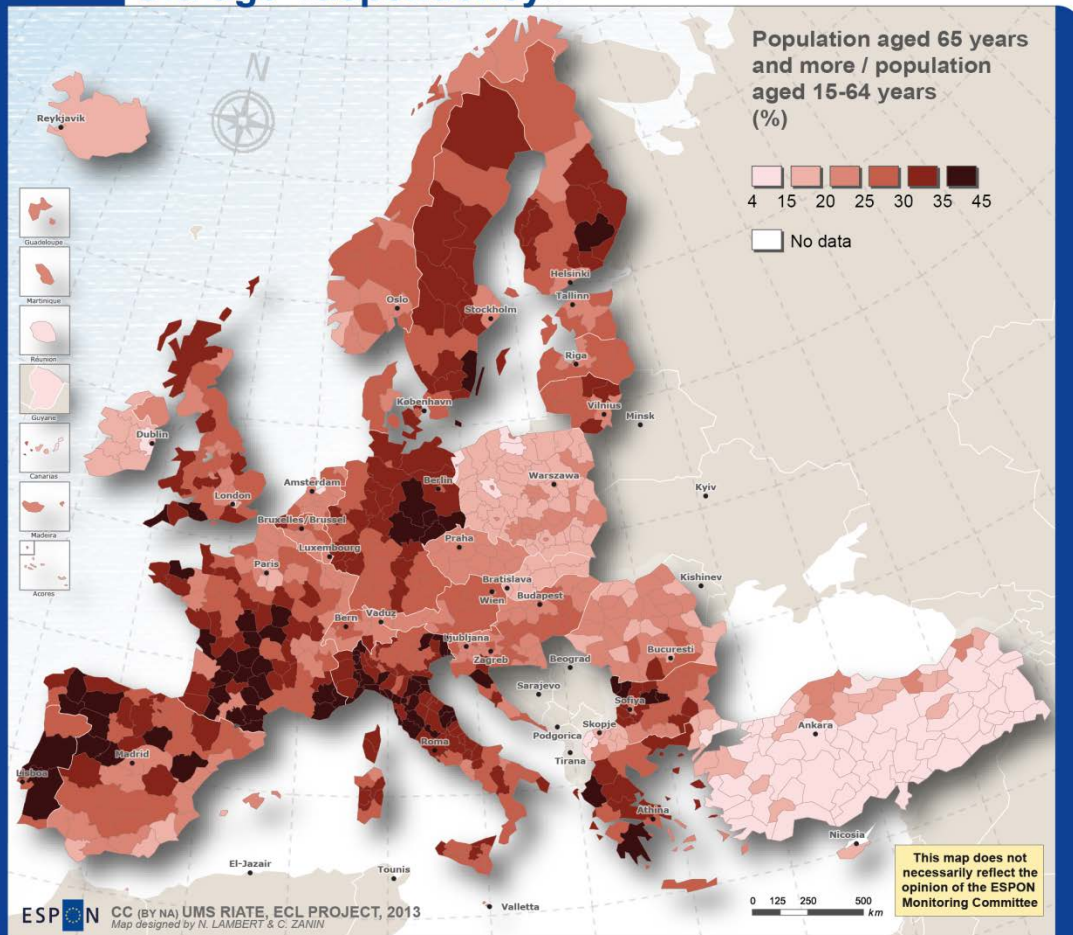 Population aged 65 years
and more / population
aged 15-64 years
(%)
4 15 20 25 30 35 45
No data
N
Reykjavik
Guadeloupe
Martinique
Réunion
Guyane
Canarias
Madeira
Acores
Oslo
Stockholm
Helsinki
Tallinn
Riga
København
Vilnius
Minsk
Dublin
London
Amsterdam
Berlin
Warszawa
Kyiv
Bruxelles/Brussel
Luxembourg
Praha
Paris
Bratislava
Wien
Budapest
Kishinev
Bern
Vaduz
Ljubljana
Zagreb
Beograd
Bucuresti
Sarajevo
Sofiya
Skopje
Podgorica
Tirana
Roma
Madrid
Lisboa
Ankara
Athina
Nicosia
El-Jazair
Tounis
Valletta
This map does not
necessarily reflect the
opinion of the ESPON
Monitoring Committee
0 125 250 500
km
ESPON CC (BY NA) UMS RIATE, ECL PROJECT, 2013
Map designed by N. LAMBERT & C. ZANIN